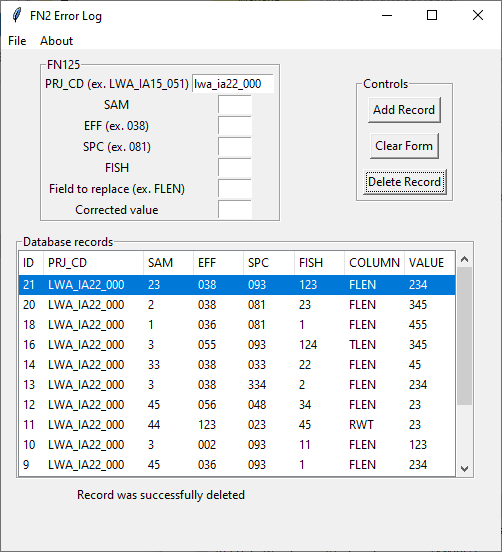 FN2 Error Log
File About
FN125
PRJ_CD (ex. LWA_IA15_051) lwa_ia22_000
SAM
EFF (ex. 038)
SPC (ex. 081)
FISH
Field to replace (ex. FLEN)
Corrected value
Controls
Add Record
Clear Form
Delete Record
Database records
ID PRJ_CD SAM EFF SPC FISH COLUMN VALUE
21 LWA_IA22_000 23 038 093 123 FLEN 234
20 LWA_IA22_000 2 038 081 23 FLEN 345
18 LWA_IA22_000 1 036 081 1 FLEN 455
16 LWA_IA22_000 3 055 093 124 TLEN 345
14 LWA_IA22_000 33 038 033 22 FLEN 45
13 LWA_IA22_000 3 038 334 2 FLEN 234
12 LWA_IA22_000 45 056 048 34 FLEN 23
11 LWA_IA22_000 44 123 023 45 RWT 23
10 LWA_IA22_000 3 002 093 11 FLEN 123
9 LWA_IA22_000 45 036 093 1 FLEN 234
Record was successfully deleted